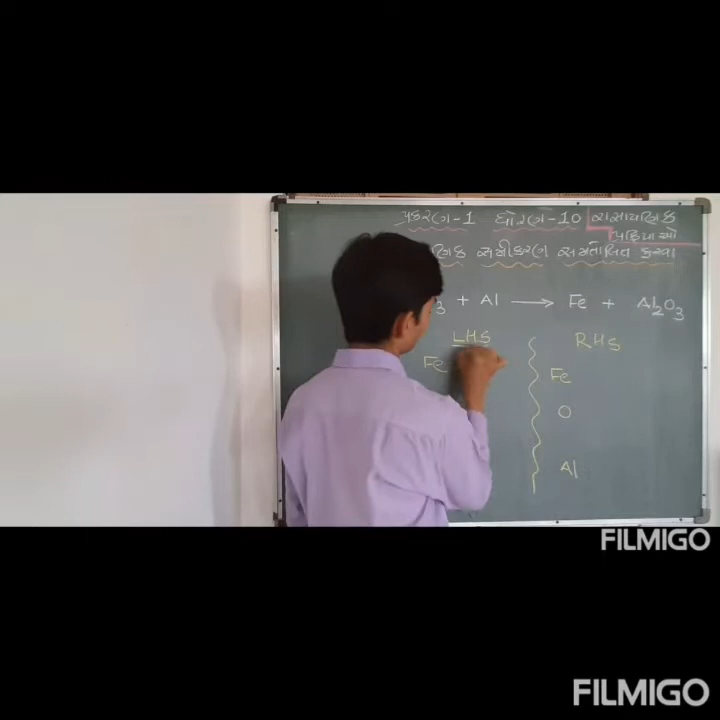 પ્રકરણ-1 ધોરણ-10 રાસાયણિક
પ્રક્રિયાઓ
સમીકરણ સમતોલિત કરવા
3 + Al → Fe + Al2O3
LHS RHS
Fe Fe
O
Al
FILMIGO
FILMIGO